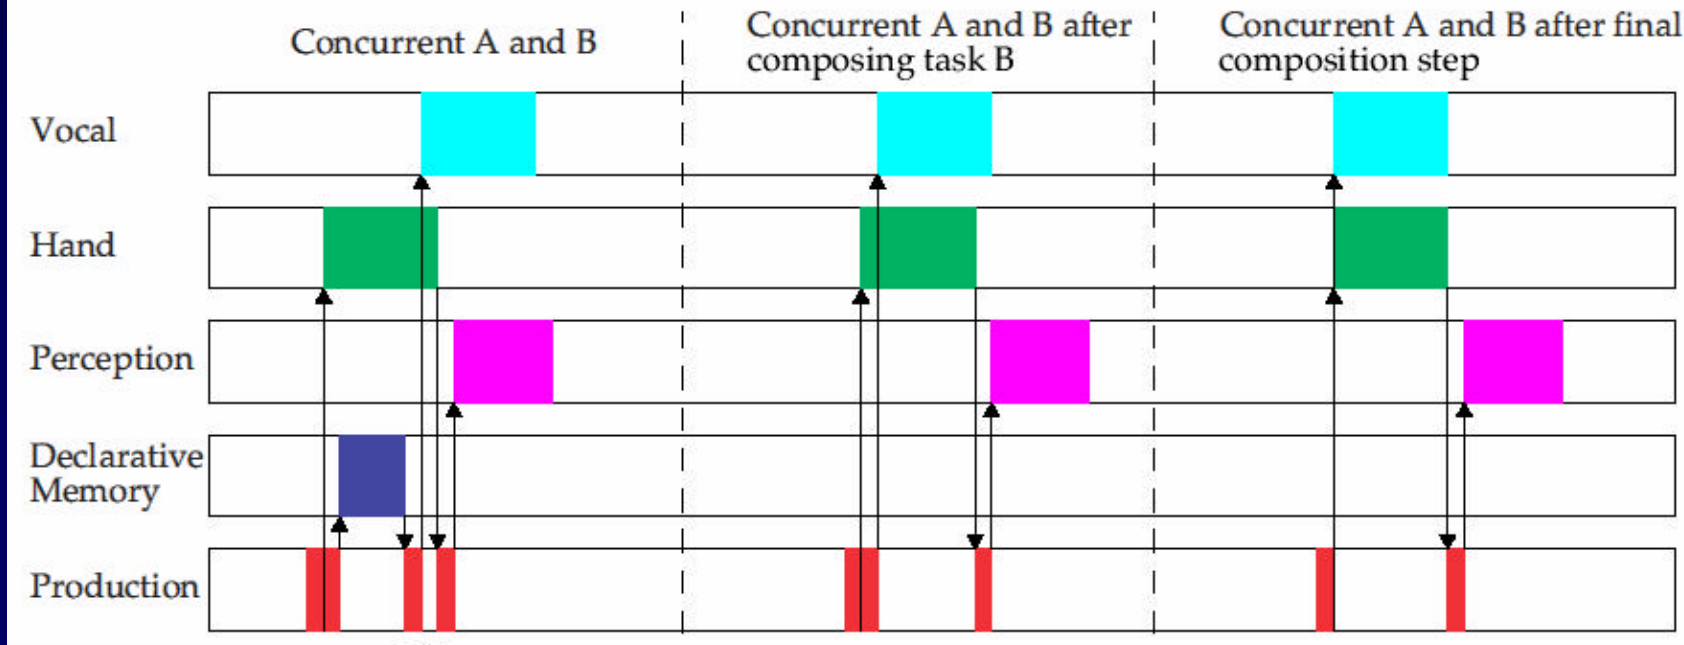 Concurrent A and B
Concurrent A and B after
composing task B
Concurrent A and B after final
composition step
Vocal
Hand
Perception
Declarative
Memory
Production